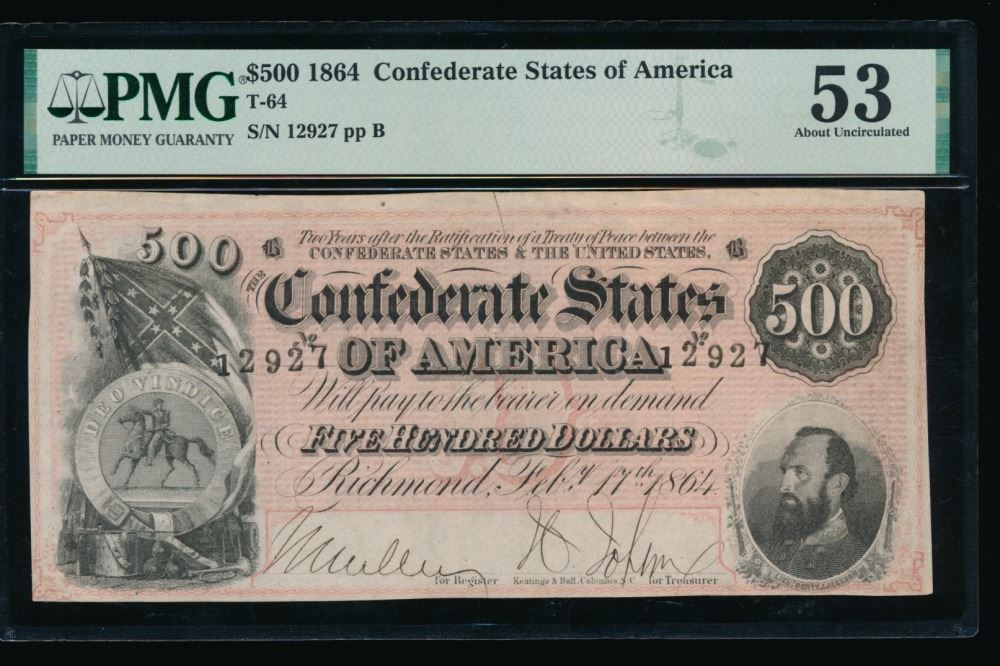 PMG®
PAPER MONEY GUARANTY
$500 1864 Confederate States of America
T-64
S/N 12927 pp B
53
About Uncirculated
500
B
Two Years after the Ratification of a Treaty of Peace between the
B
CONFEDERATE STATES & THE UNITED STATES,
THE
Confederate States
500
No
12927
OF AMERICA
No
12927
Will pay to the bearer on demand
DEO VINDICE
FIVE HUNDRED DOLLARS
Richmond, Feby 17th 1864
for Register
Keatinge & Ball, Columbia, S.C.
for Treasurer